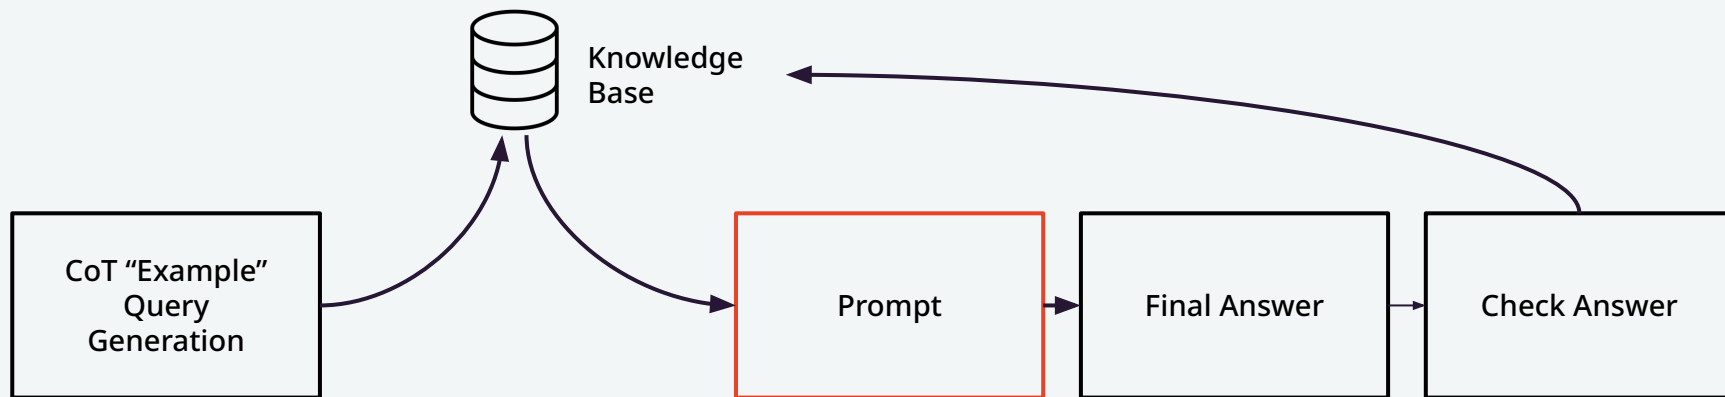 Knowledge
Base
CoT “Example”
Query
Generation
Prompt
Final Answer
Check Answer